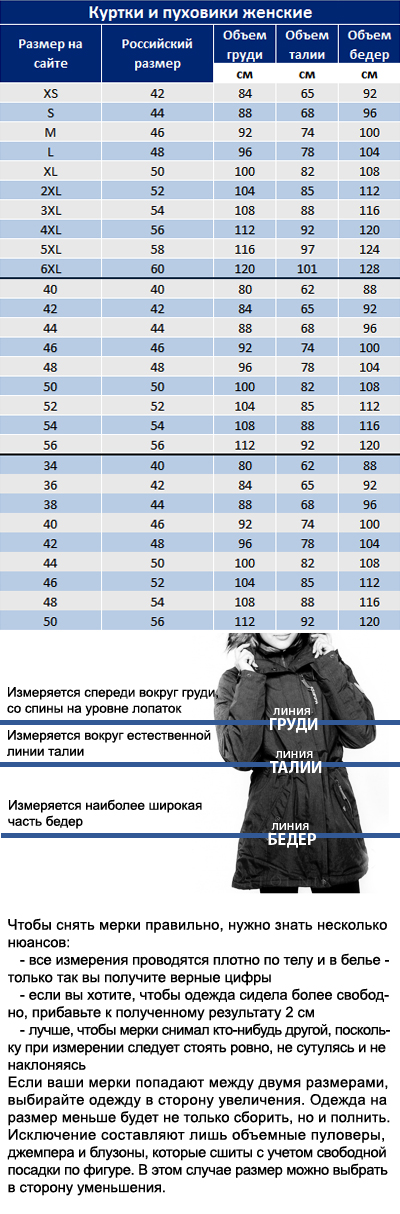 Куртки и пуховики женские
Размер на сайте Российский размер Объем груди Объем талии Объем бедер
см см см
XS 42 84 65 92
S 44 88 68 96
M 46 92 74 100
L 48 96 78 104
XL 50 100 82 108
2XL 52 104 85 112
3XL 54 108 88 116
4XL 56 112 92 120
5XL 58 116 97 124
6XL 60 120 101 128
40 40 80 62 88
42 42 84 65 92
44 44 88 68 96
46 46 92 74 100
48 48 96 78 104
50 50 100 82 108
52 52 104 85 112
54 54 108 88 116
56 56 112 92 120
34 40 80 62 88
36 42 84 65 92
38 44 88 68 96
40 46 92 74 100
42 48 96 78 104
44 50 100 82 108
46 52 104 85 112
48 54 108 88 116
50 56 112 92 120
Измеряется спереди вокруг груди,
со спины на уровне лопаток
ЛИНИЯ
ГРУДИ
Измеряется вокруг естественной
линии талии
ЛИНИЯ
ТАЛИИ
Измеряется наиболее широкая
часть бедер
ЛИНИЯ
БЕДЕР
Чтобы снять мерки правильно, нужно знать несколько
нюансов:
- все измерения проводятся плотно по телу и в белье -
только так вы получите верные цифры
- если вы хотите, чтобы одежда сидела более свобод-
но, прибавьте к полученному результату 2 см
- лучше, чтобы мерки снимал кто-нибудь другой, посколь-
ку при измерении следует стоять ровно, не сутулясь и не
наклоняясь
Если ваши мерки попадают между двумя размерами,
выбирайте одежду в сторону увеличения. Одежда на
размер меньше будет не только сборить, но и полнить.
Исключение составляют лишь объемные пуловеры,
джемпера и блузоны, которые сшиты с учетом свободной
посадки по фигуре. В этом случае размер можно выбрать
в сторону уменьшения.